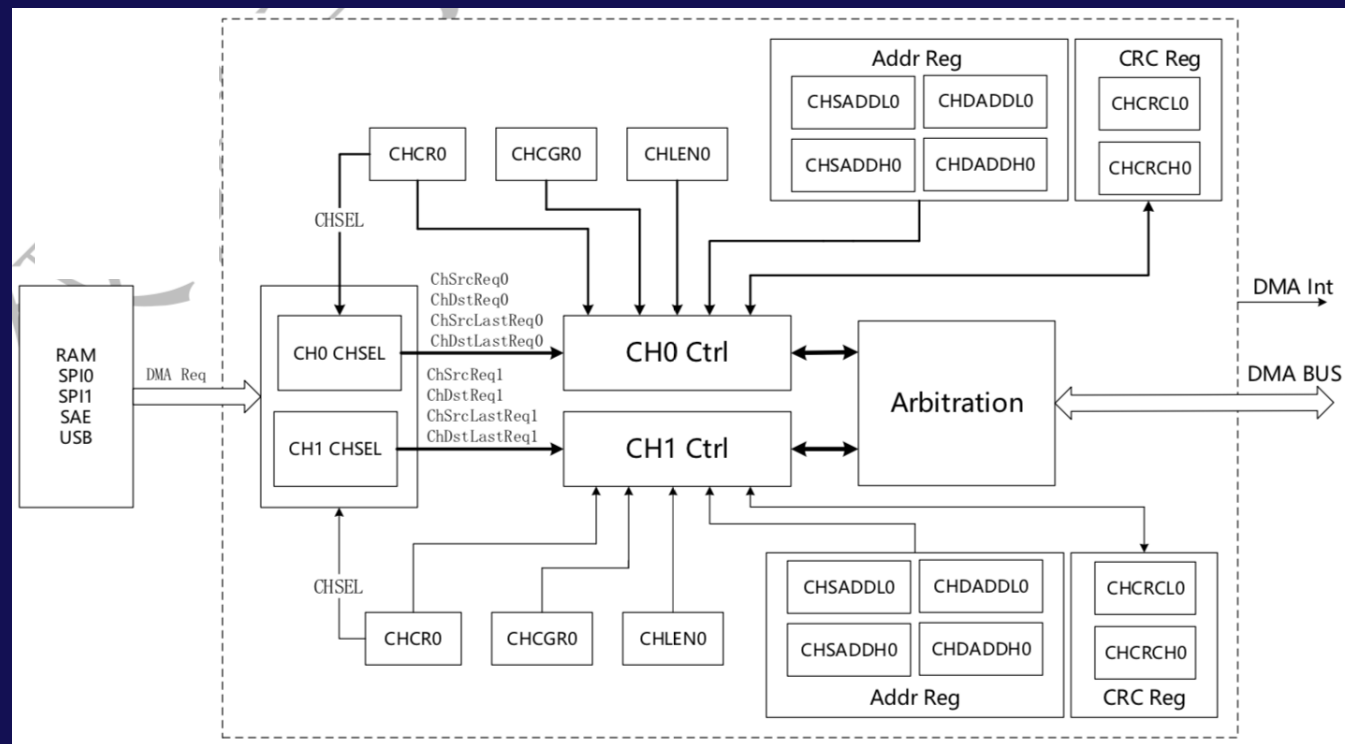 Addr Reg
CRC Reg
CHSADDL0
CHDADDL0
CHCRCL0
CHSADDH0
CHDADDH0
CHCRCH0
CHCR0
CHCGR0
CHLEN0
CHSEL
RAM
SPI0
SPI1
SAE
USB
DMA Req
CH0 CHSEL
CH1 CHSEL
ChSrcReq0
ChDstReq0
ChSrcLastReq0
ChDstLastReq0
ChSrcReq1
ChDstReq1
ChSrcLastReq1
ChDstLastReq1
CH0 Ctrl
CH1 Ctrl
Arbitration
DMA Int
DMA BUS
CHSEL
CHCR0
CHCGR0
CHLEN0
CHSADDL0
CHDADDL0
CHCRCL0
CHSADDH0
CHDADDH0
CHCRCH0
Addr Reg
CRC Reg